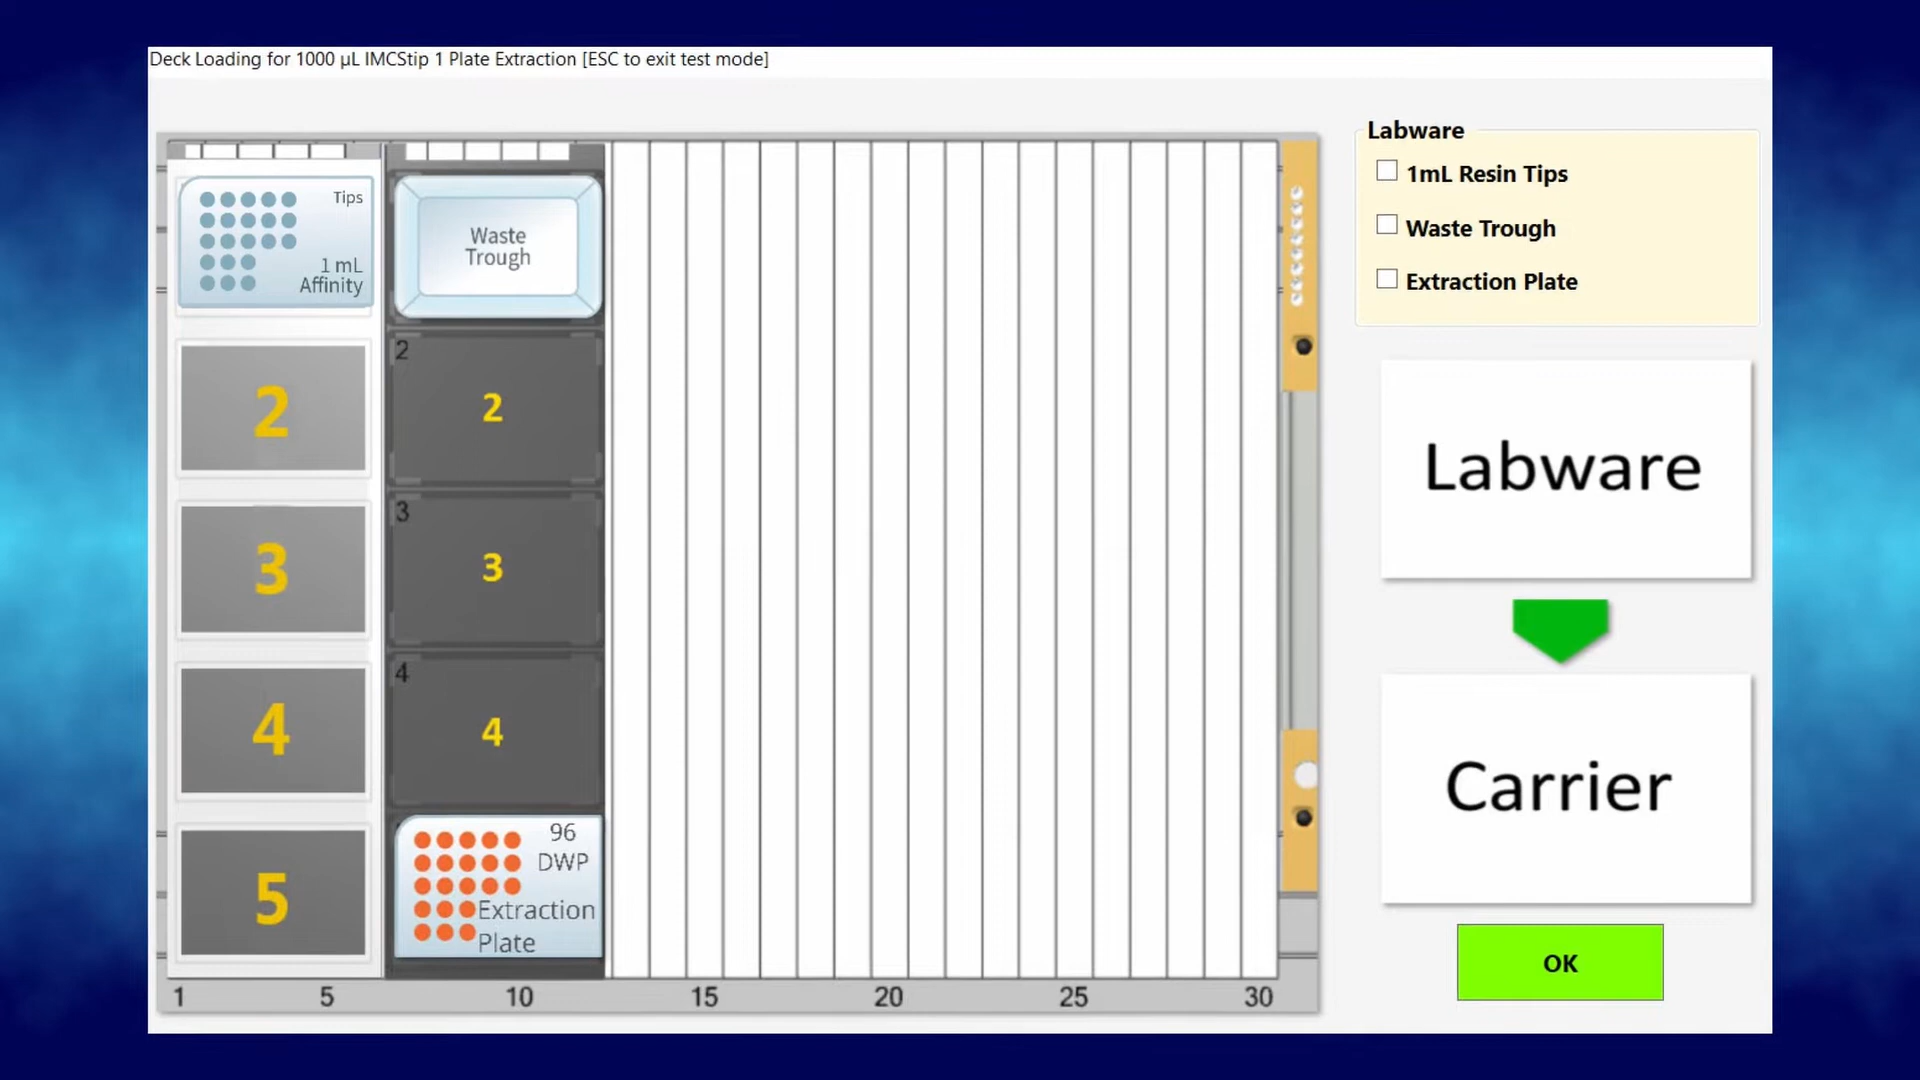 Deck Loading for 1000 µL IMCStip 1 Plate Extraction [ESC to exit test mode]
Tips
1 mL
Affinity
2
3
4
5
Waste
Trough
2
2
3
3
4
4
96
DWP
Extraction
Plate
1 5 10 15 20 25 30
Labware
1mL Resin Tips
Waste Trough
Extraction Plate
Labware
Carrier
OK